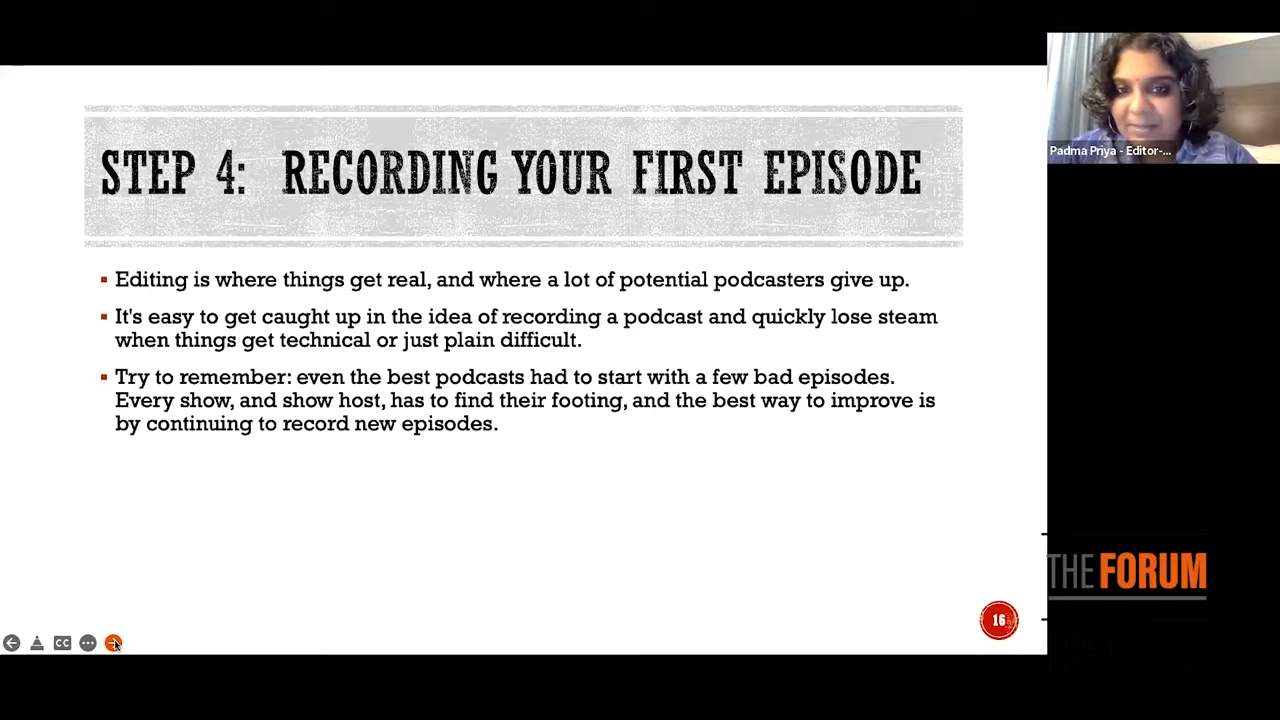 STEP 4: RECORDING YOUR FIRST EPISODE
Editing is where things get real, and where a lot of potential podcasters give up.
It's easy to get caught up in the idea of recording a podcast and quickly lose steam
when things get technical or just plain difficult.
Try to remember: even the best podcasts had to start with a few bad episodes.
Every show, and show host, has to find their footing, and the best way to improve is
by continuing to record new episodes.
Padma Priya - Editor-...
THE FORUM
16
CC